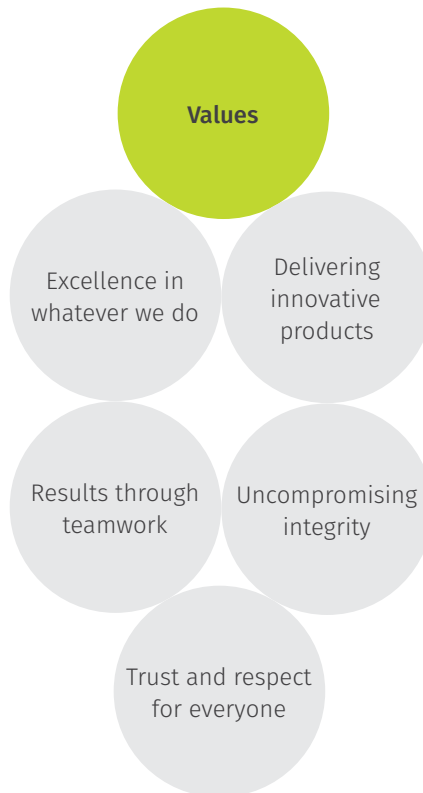 Values
Excellence in
whatever we do
Delivering
innovative
products
Results through
teamwork
Uncompromising
integrity
Trust and respect
for everyone